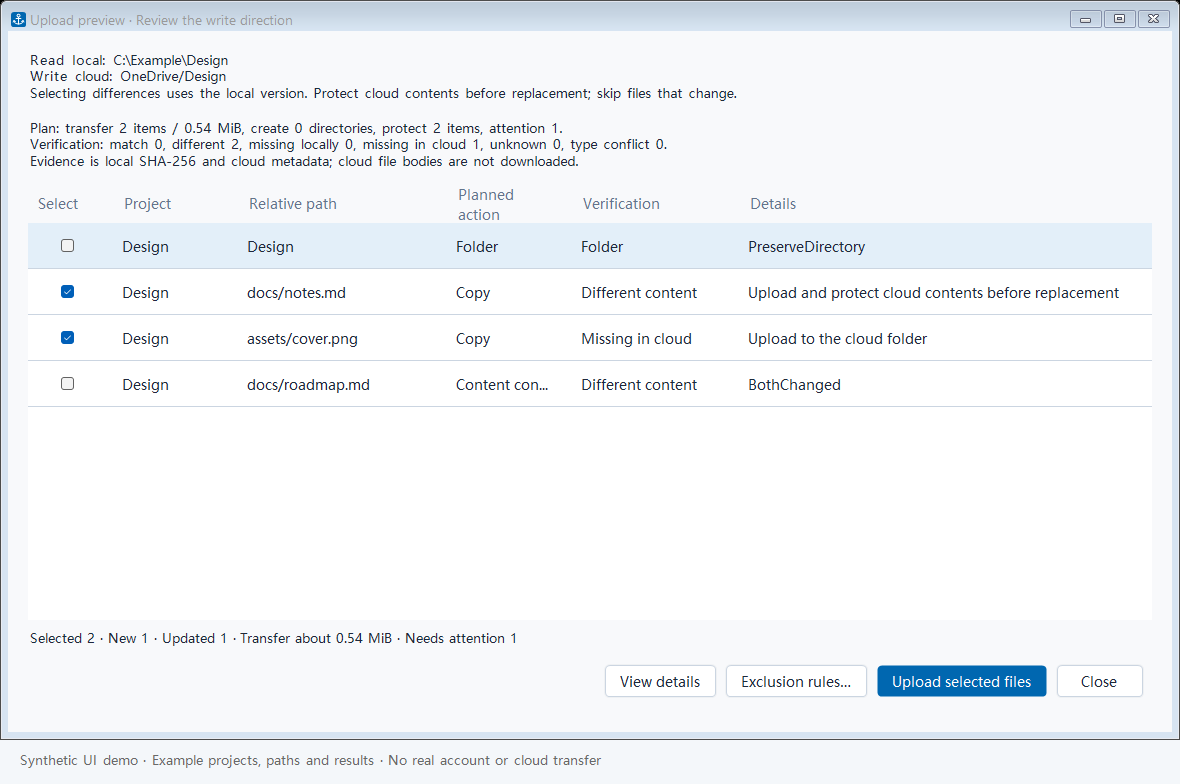 Upload preview · Review the write direction
Read local: C:\Example\Design
Write cloud: OneDrive/Design
Selecting differences uses the local version. Protect cloud contents before replacement; skip files that change.
Plan: transfer 2 items / 0.54 MiB, create 0 directories, protect 2 items, attention 1.
Verification: match 0, different 2, missing locally 0, missing in cloud 1, unknown 0, type conflict 0.
Evidence is local SHA-256 and cloud metadata; cloud file bodies are not downloaded.
Select Project Relative path Planned action Verification Details
Design Design Folder Folder PreserveDirectory
Design docs/notes.md Copy Different content Upload and protect cloud contents before replacement
Design assets/cover.png Copy Missing in cloud Upload to the cloud folder
Design docs/roadmap.md Content con... Different content BothChanged
Selected 2 · New 1 · Updated 1 · Transfer about 0.54 MiB · Needs attention 1
View details Exclusion rules... Upload selected files Close
Synthetic UI demo · Example projects, paths and results · No real account or cloud transfer